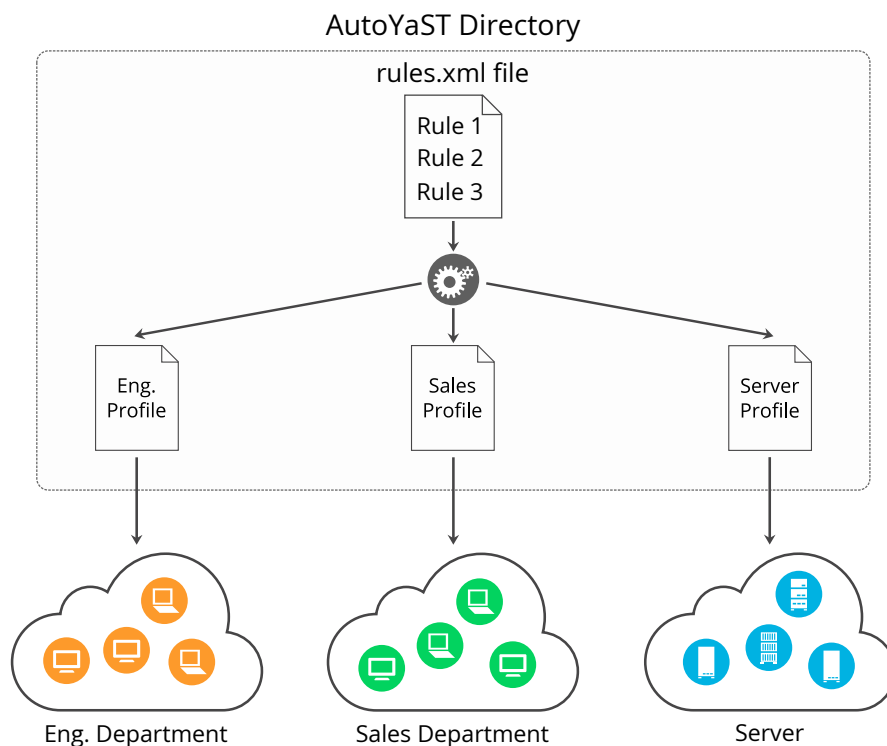 AutoYaST Directory
rules.xml file
Rule 1
Rule 2
Rule 3
Eng.
Profile
Sales
Profile
Server
Profile
Eng. Department
Sales Department
Server